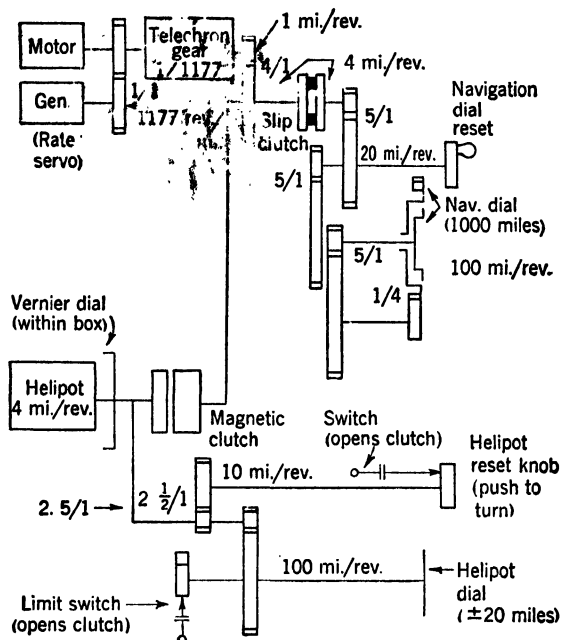 1 mi./rev.
Motor
Telechron
gear
1/1177
4/1
4 mi./rev.
Gen.
1/
1177 rev./
mi.
(Rate
servo)
Slip
clutch
5/1
Navigation
dial
reset
20 mi./rev.
5/1
Nav. dial
(1000 miles)
5/1
100 mi./rev.
1/4
Vernier dial
(within box)
Helipot
4 mi./rev.
Magnetic
clutch
Switch
(opens clutch)
Helipot
reset knob
(push to
turn)
10 mi./rev.
2. 5/1
2 1/2/1
100 mi./rev.
Helipot
dial
(±20 miles)
Limit switch
(opens clutch)